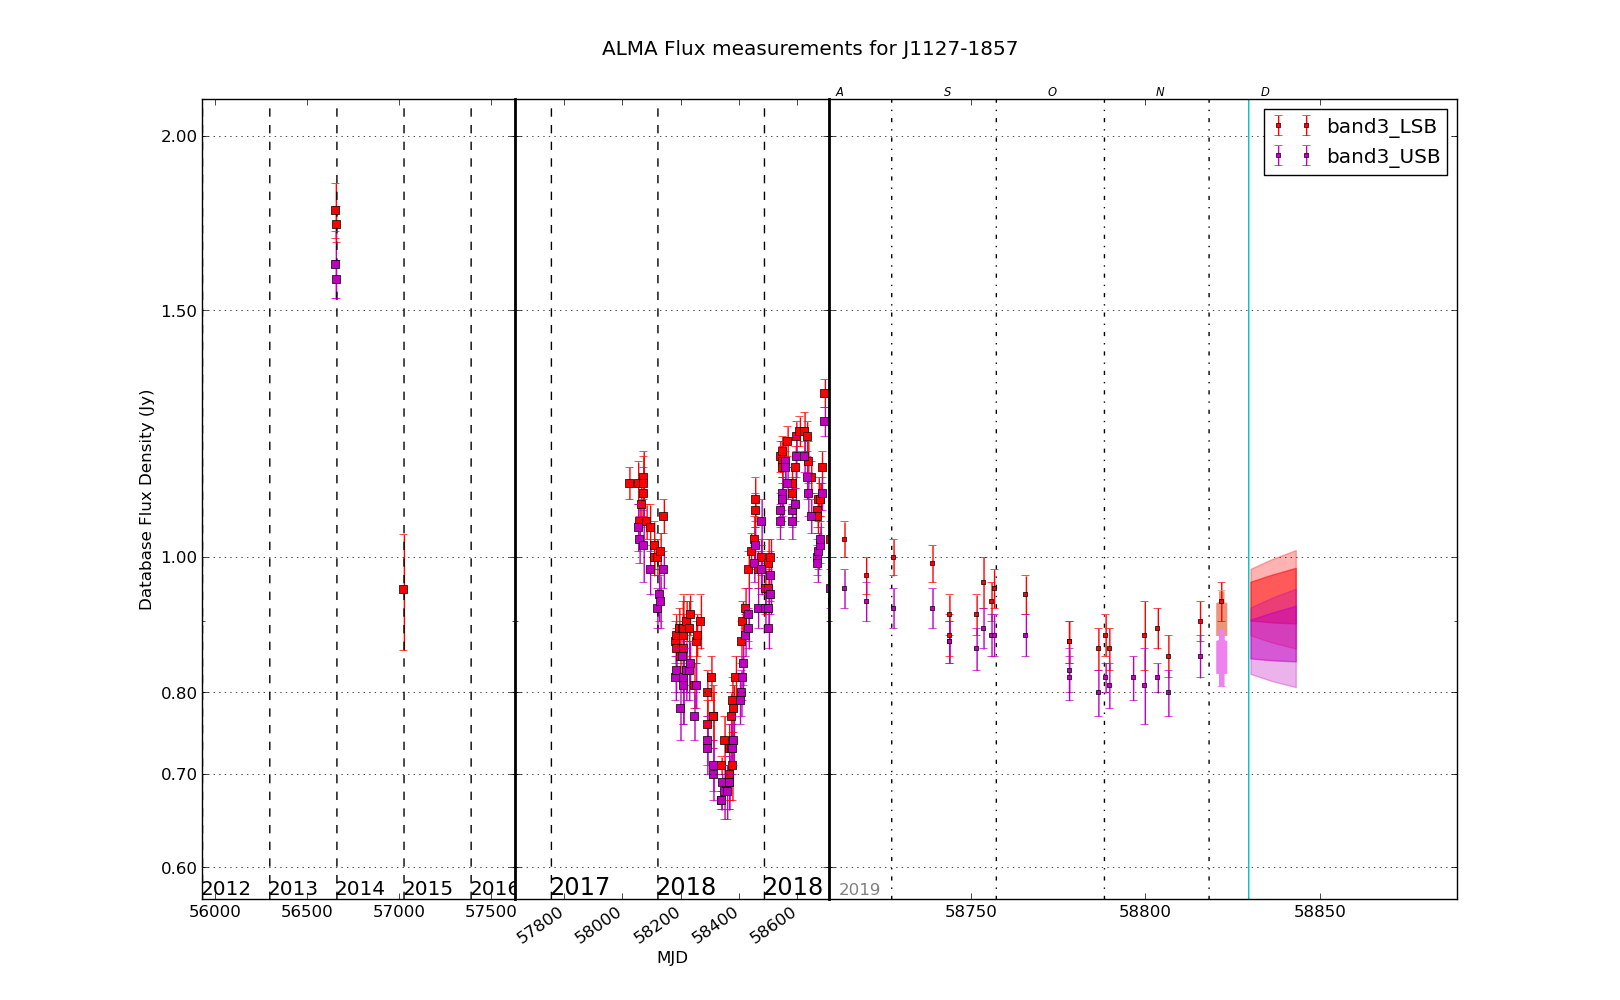 ALMA Flux measurements for J1127-1857
A S O N D
band3_LSB
band3_USB
Database Flux Density (Jy)
2.00
1.50
1.00
0.80
0.70
0.60
2012 2013 2014 2015 2016 2017 2018 2018 2019
56000 56500 57000 57500 57800 58000 58200 58400 58600 58750 58800 58850
MJD